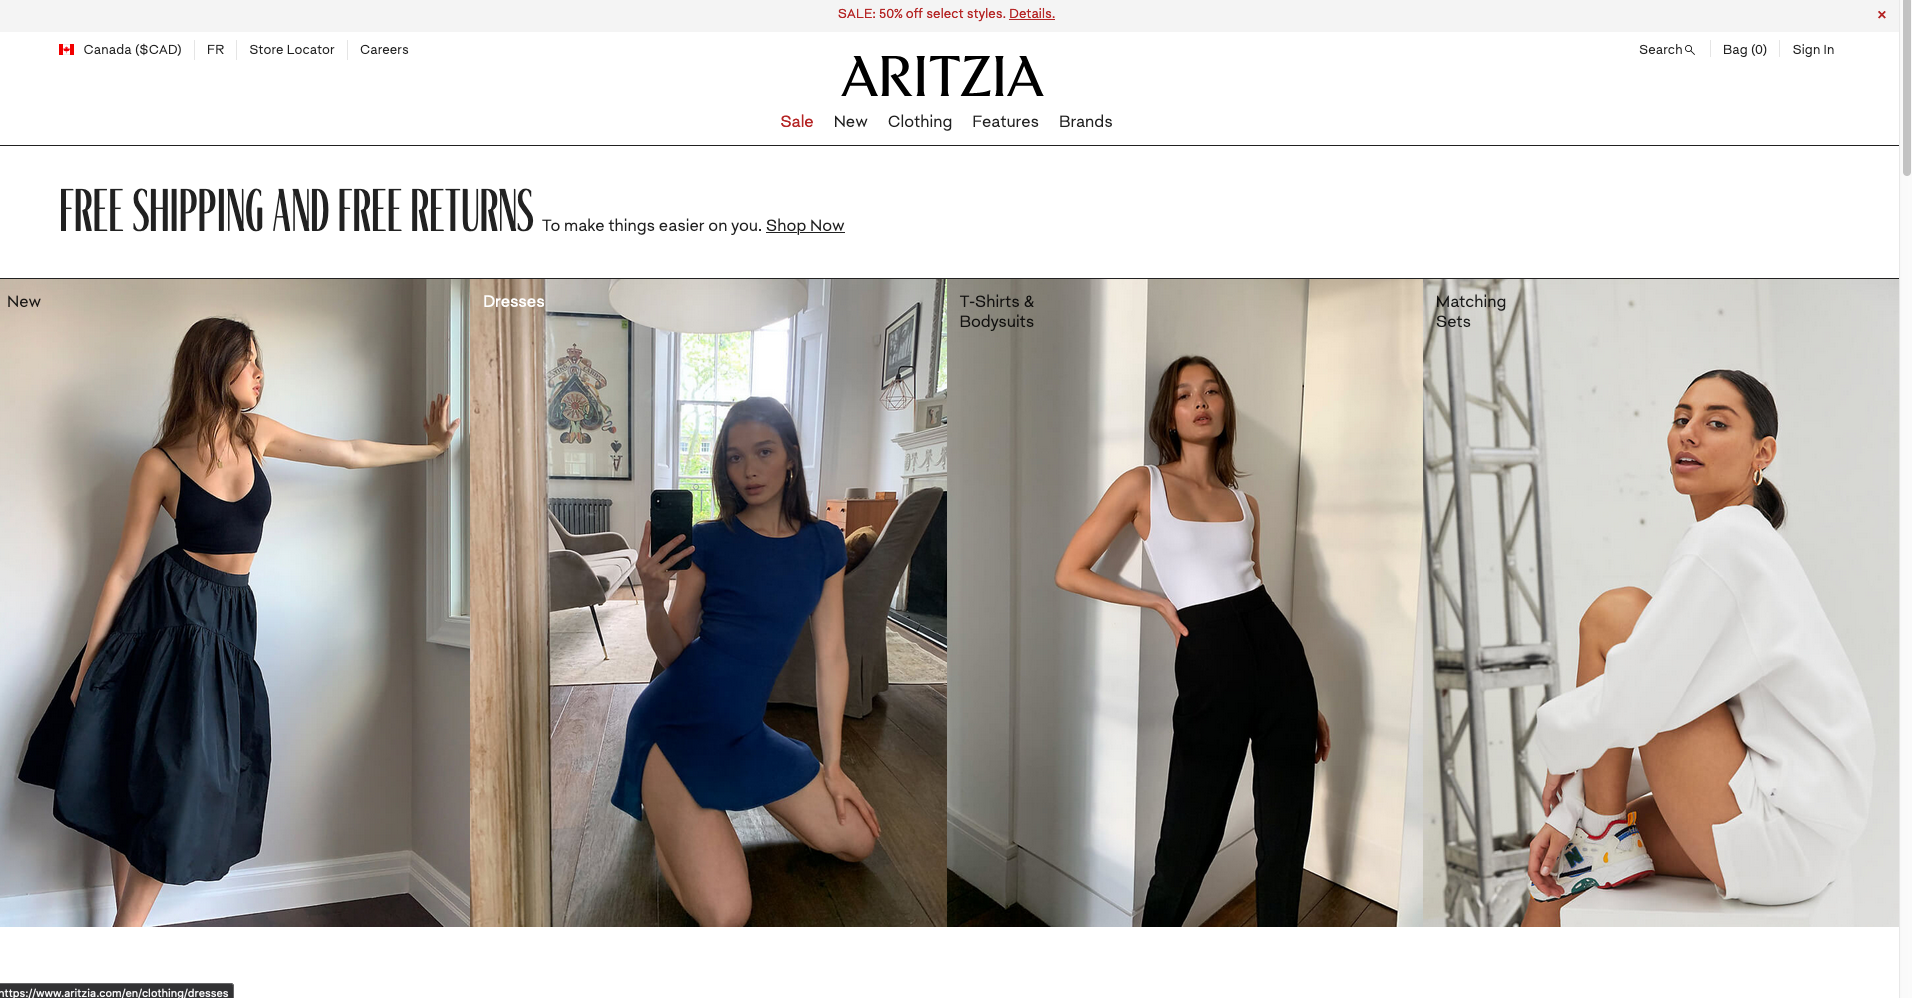 SALE: 50% off select styles. Details. ×
Canada ($CAD) FR Store Locator Careers
Search Bag (0) Sign In
ARITZIA
Sale New Clothing Features Brands
FREE SHIPPING AND FREE RETURNS To make things easier on you. Shop Now
New
Dresses
T-Shirts &
Bodysuits
Matching
Sets
https://www.aritzia.com/en/clothing/dresses